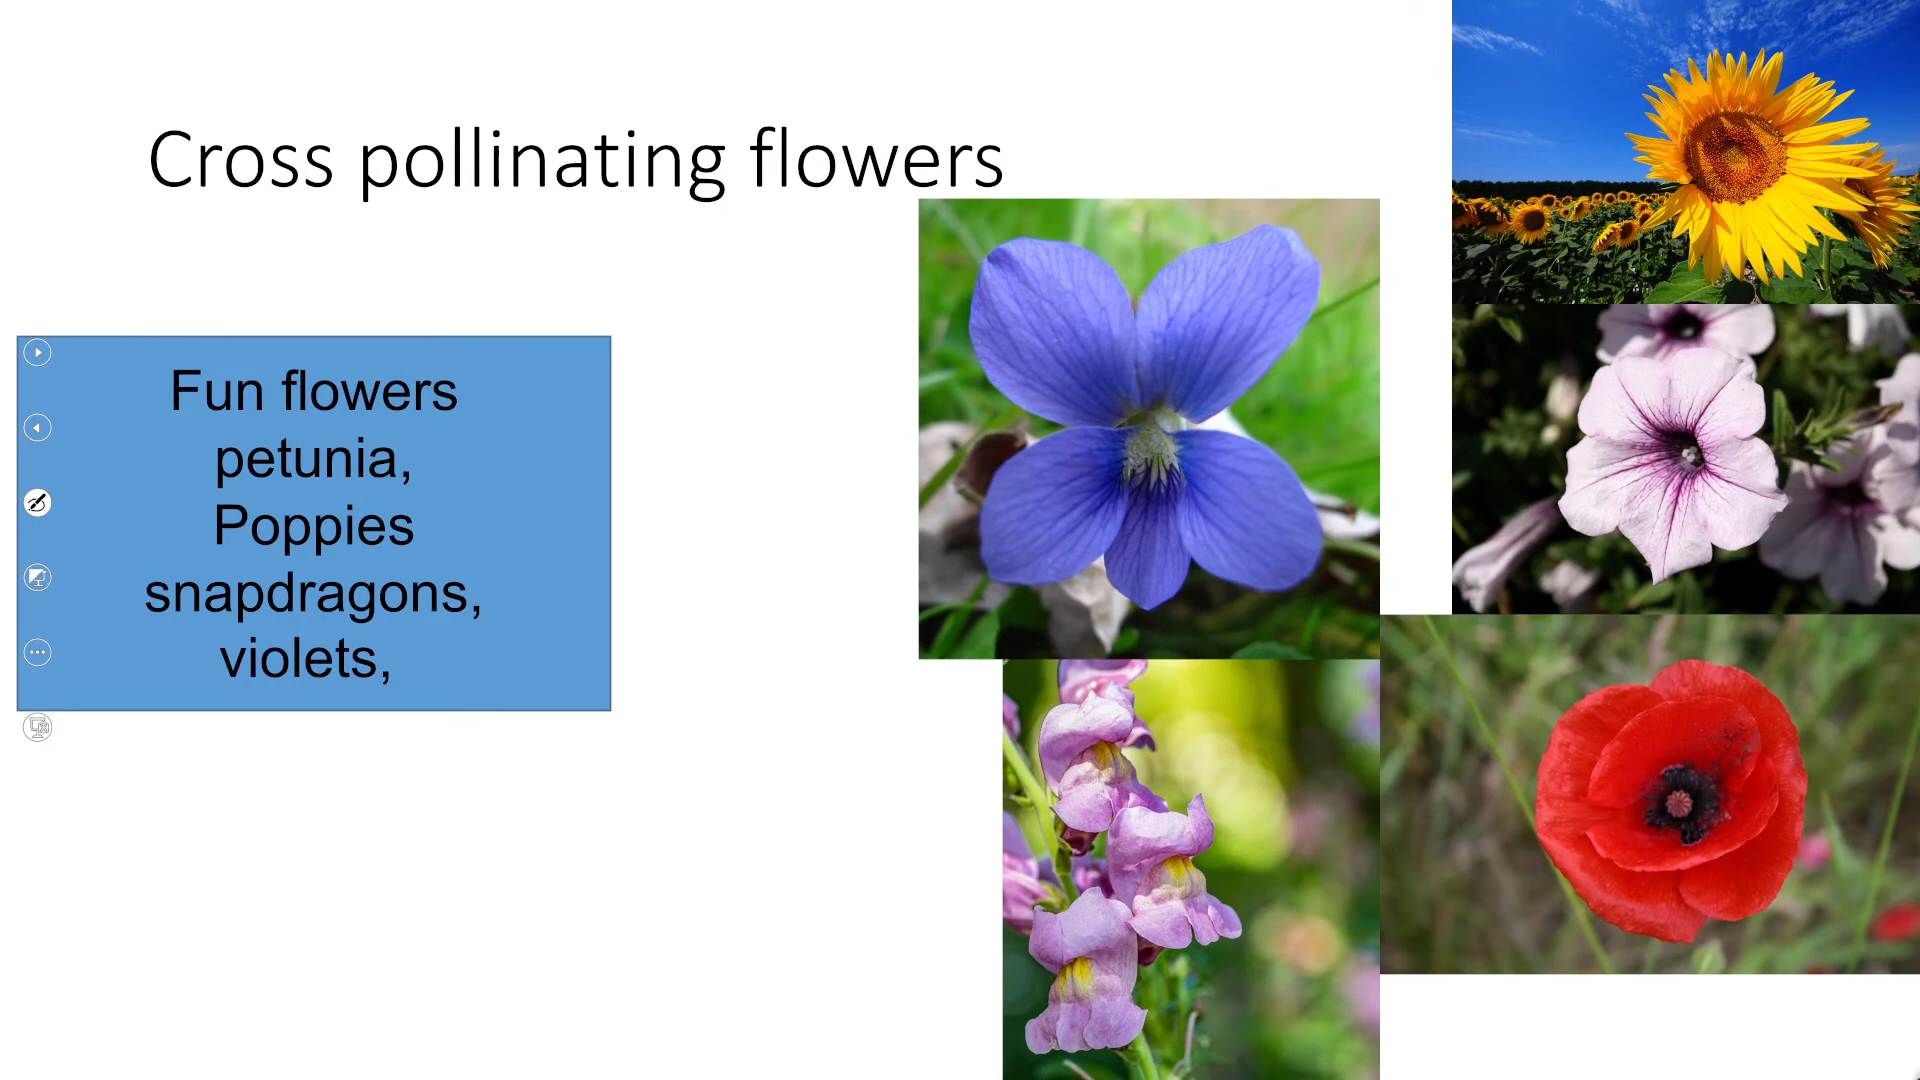 Cross pollinating flowers
Fun flowers
petunia,
Poppies
snapdragons,
violets,